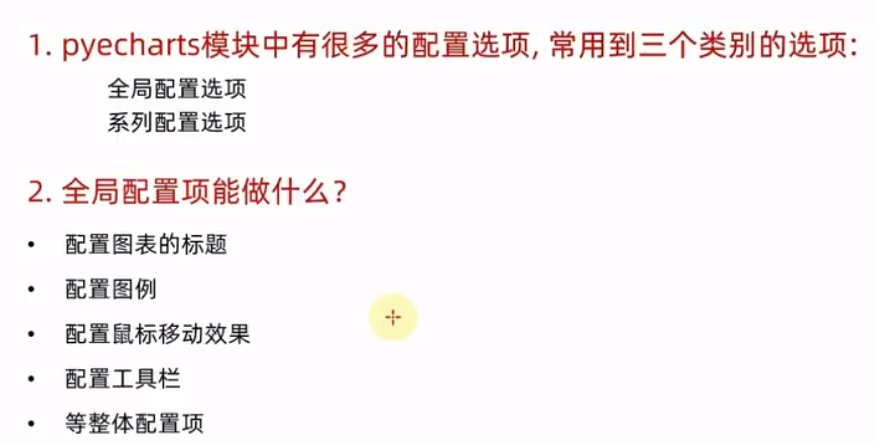 1. pyecharts模块中有很多的配置选项, 常用到三个类别的选项:
全局配置选项
系列配置选项
2. 全局配置项能做什么?
• 配置图表的标题
• 配置图例
• 配置鼠标移动效果
• 配置工具栏
• 等整体配置项